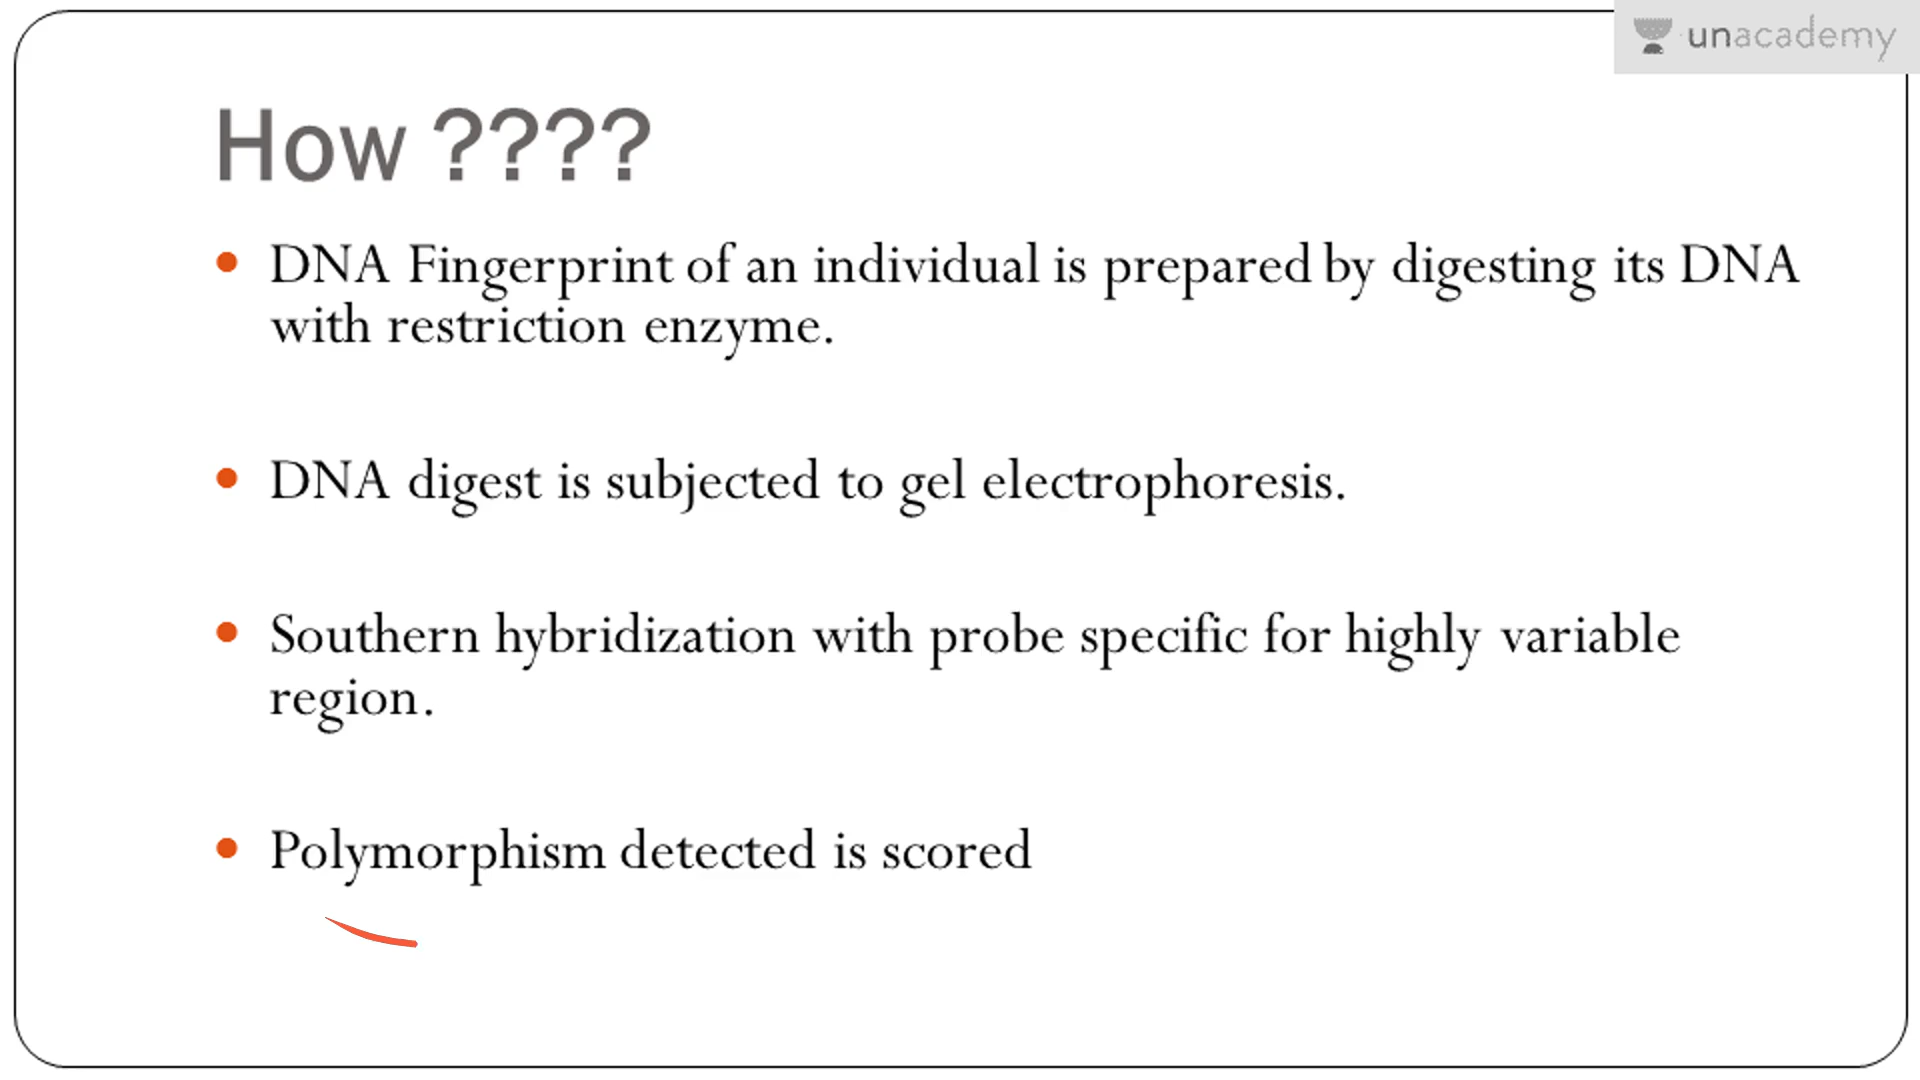 unacademy
How ????
• DNA Fingerprint of an individual is prepared by digesting its DNA
with restriction enzyme.
• DNA digest is subjected to gel electrophoresis.
• Southern hybridization with probe specific for highly variable
region.
• Polymorphism detected is scored